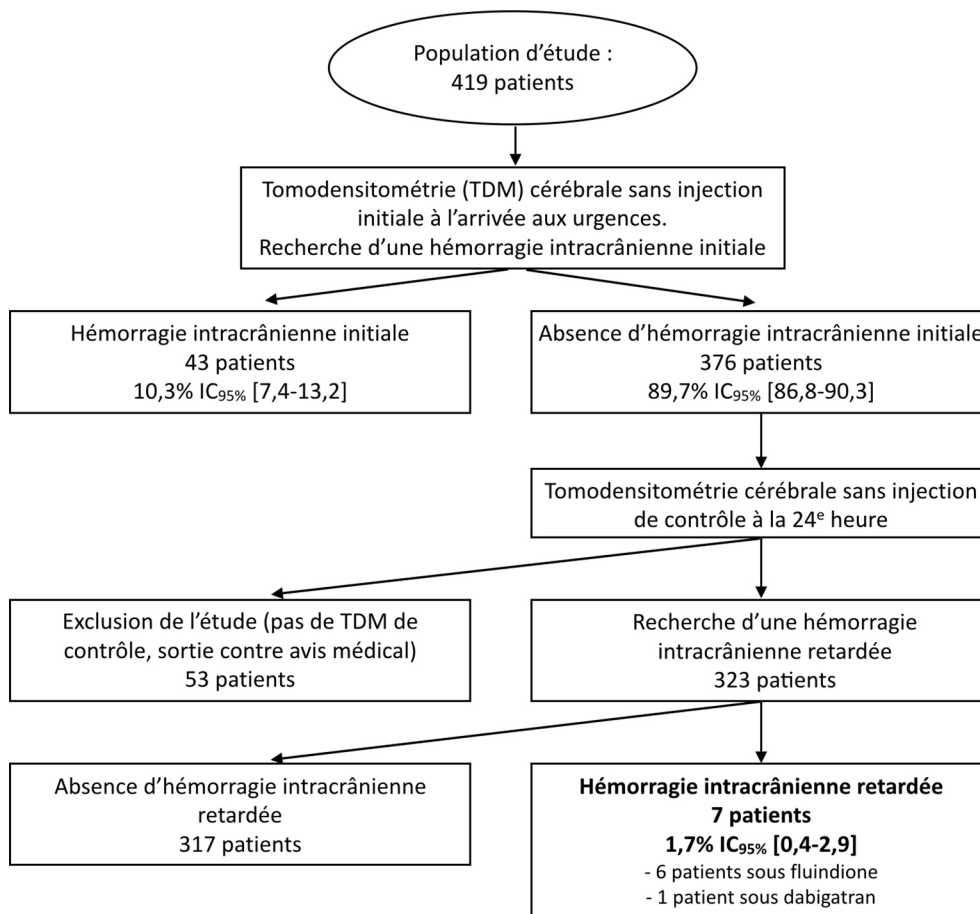 Population d’étude :
419 patients
Tomodensitométrie (TDM) cérébrale sans injection
initiale à l’arrivée aux urgences.
Recherche d’une hémorragie intracrânienne initiale
Hémorragie intracrânienne initiale
43 patients
10,3% IC95% [7,4-13,2]
Absence d’hémorragie intracrânienne initiale
376 patients
89,7% IC95% [86,8-90,3]
Tomodensitométrie cérébrale sans injection
de contrôle à la 24e heure
Exclusion de l’étude (pas de TDM de
contrôle, sortie contre avis médical)
53 patients
Recherche d’une hémorragie
intracrânienne retardée
323 patients
Absence d’hémorragie intracrânienne
retardée
317 patients
Hémorragie intracrânienne retardée
7 patients
1,7% IC95% [0,4-2,9]
- 6 patients sous fluindione
- 1 patient sous dabigatran